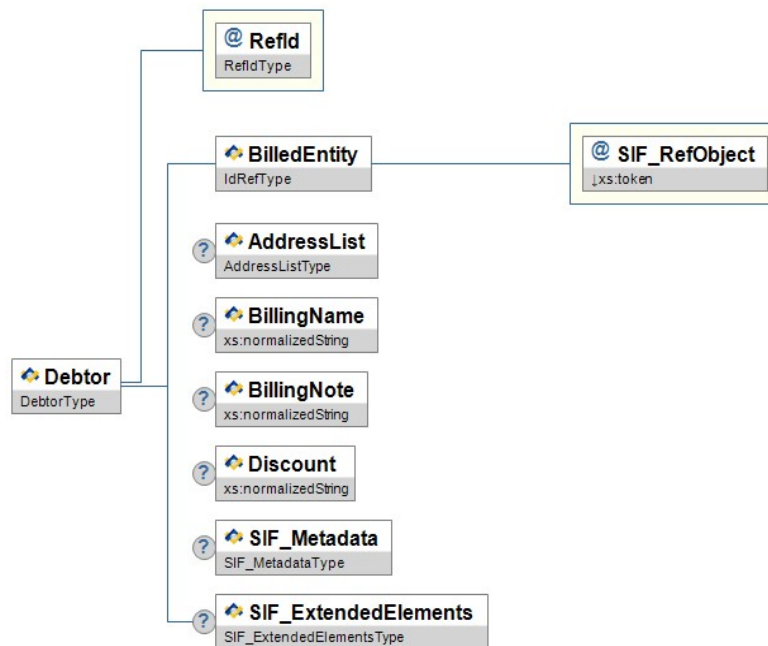 @ RefId
RefIdType
BilledEntity
IdRefType
@ SIF_RefObject
↓xs:token
? AddressList
AddressListType
? BillingName
xs:normalizedString
Debtor
DebtorType
? BillingNote
xs:normalizedString
? Discount
xs:normalizedString
? SIF_Metadata
SIF_MetadataType
? SIF_ExtendedElements
SIF_ExtendedElementsType